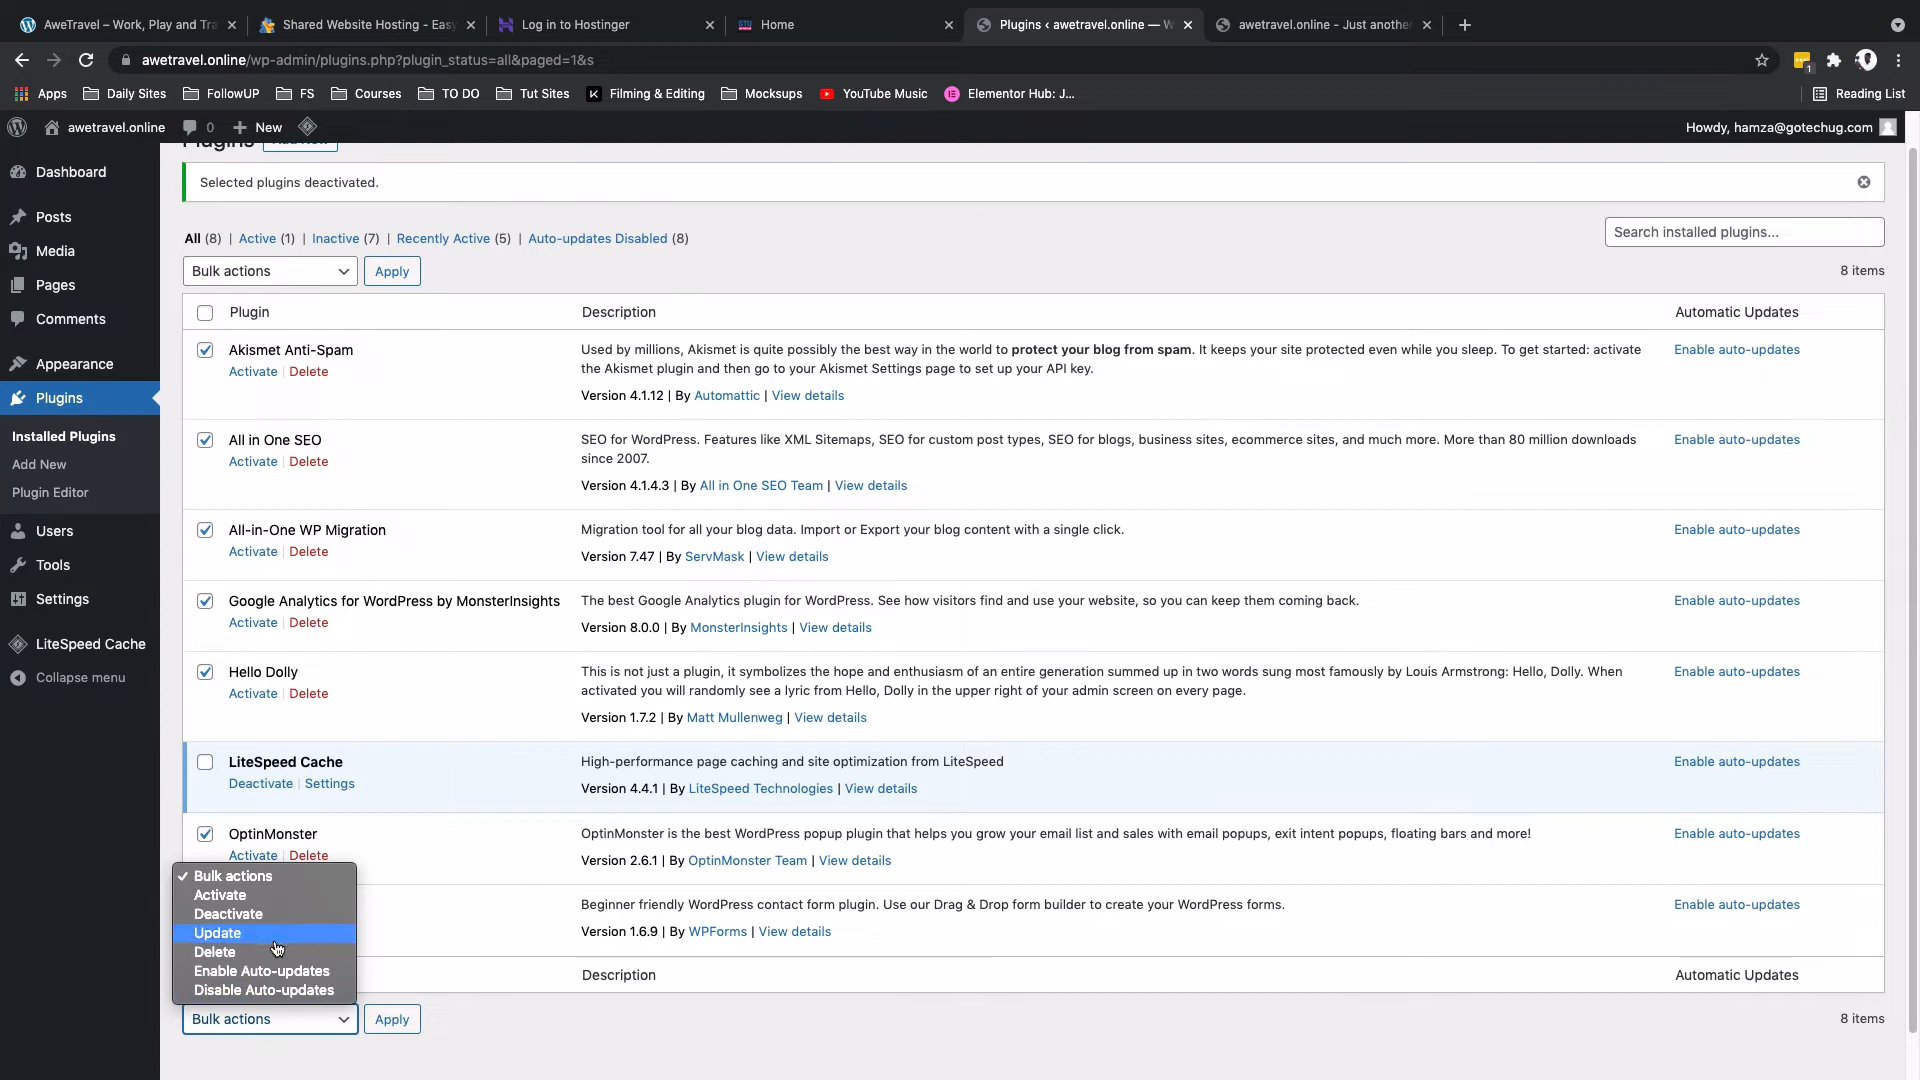 AweTravel – Work, Play and Tra
Shared Website Hosting - Easy
Log in to Hostinger
Home
Plugins ‹ awetravel.online — W
awetravel.online - Just another
awetravel.online/wp-admin/plugins.php?plugin_status=all&paged=1&s
1
Apps
Daily Sites
FollowUP
FS
Courses
TO DO
Tut Sites
Filming & Editing
Mocksups
YouTube Music
Elementor Hub: J...
Reading List
awetravel.online
0
New
Howdy, hamza@gotechug.com
Plugins Add New
Dashboard
Posts
Media
Pages
Comments
Appearance
Plugins
Installed Plugins
Add New
Plugin Editor
Users
Tools
Settings
LiteSpeed Cache
Collapse menu
Selected plugins deactivated.
All (8) | Active (1) | Inactive (7) | Recently Active (5) | Auto-updates Disabled (8)
Search installed plugins...
Bulk actions
Apply
8 items
Plugin
Description
Automatic Updates
Akismet Anti-Spam
Activate | Delete
Used by millions, Akismet is quite possibly the best way in the world to protect your blog from spam. It keeps your site protected even while you sleep. To get started: activate
the Akismet plugin and then go to your Akismet Settings page to set up your API key.
Version 4.1.12 | By Automattic | View details
Enable auto-updates
All in One SEO
Activate | Delete
SEO for WordPress. Features like XML Sitemaps, SEO for custom post types, SEO for blogs, business sites, ecommerce sites, and much more. More than 80 million downloads
since 2007.
Version 4.1.4.3 | By All in One SEO Team | View details
Enable auto-updates
All-in-One WP Migration
Activate | Delete
Migration tool for all your blog data. Import or Export your blog content with a single click.
Version 7.47 | By ServMask | View details
Enable auto-updates
Google Analytics for WordPress by MonsterInsights
Activate | Delete
The best Google Analytics plugin for WordPress. See how visitors find and use your website, so you can keep them coming back.
Version 8.0.0 | By MonsterInsights | View details
Enable auto-updates
Hello Dolly
Activate | Delete
This is not just a plugin, it symbolizes the hope and enthusiasm of an entire generation summed up in two words sung most famously by Louis Armstrong: Hello, Dolly. When
activated you will randomly see a lyric from Hello, Dolly in the upper right of your admin screen on every page.
Version 1.7.2 | By Matt Mullenweg | View details
Enable auto-updates
LiteSpeed Cache
Deactivate | Settings
High-performance page caching and site optimization from LiteSpeed
Version 4.4.1 | By LiteSpeed Technologies | View details
Enable auto-updates
OptinMonster
Activate | Delete
OptinMonster is the best WordPress popup plugin that helps you grow your email list and sales with email popups, exit intent popups, floating bars and more!
Version 2.6.1 | By OptinMonster Team | View details
Enable auto-updates
Bulk actions
Activate
Deactivate
Update
Delete
Enable Auto-updates
Disable Auto-updates
Beginner friendly WordPress contact form plugin. Use our Drag & Drop form builder to create your WordPress forms.
Version 1.6.9 | By WPForms | View details
Enable auto-updates
Description
Automatic Updates
Bulk actions
Apply
8 items